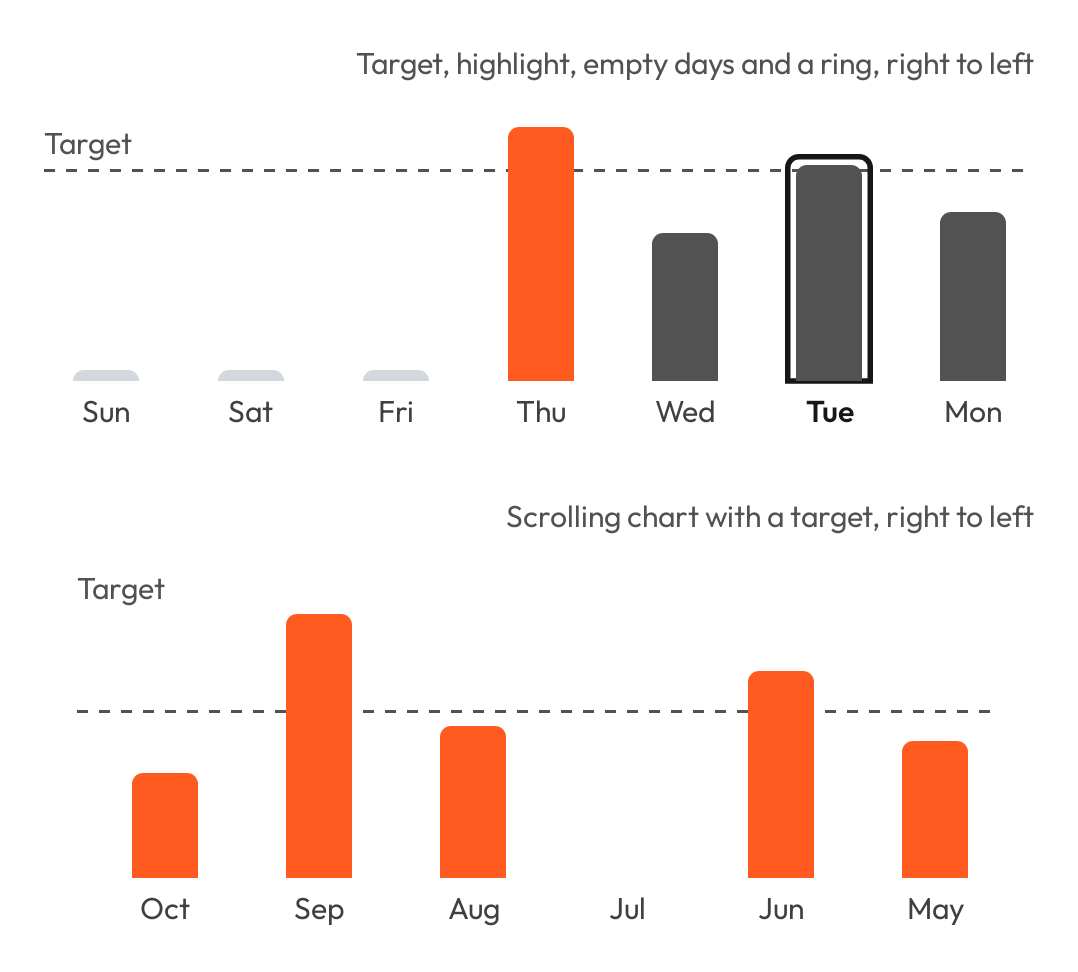 Target, highlight, empty days and a ring, right to left
Target
Sun Sat Fri Thu Wed Tue Mon
Scrolling chart with a target, right to left
Target
Oct Sep Aug Jul Jun May